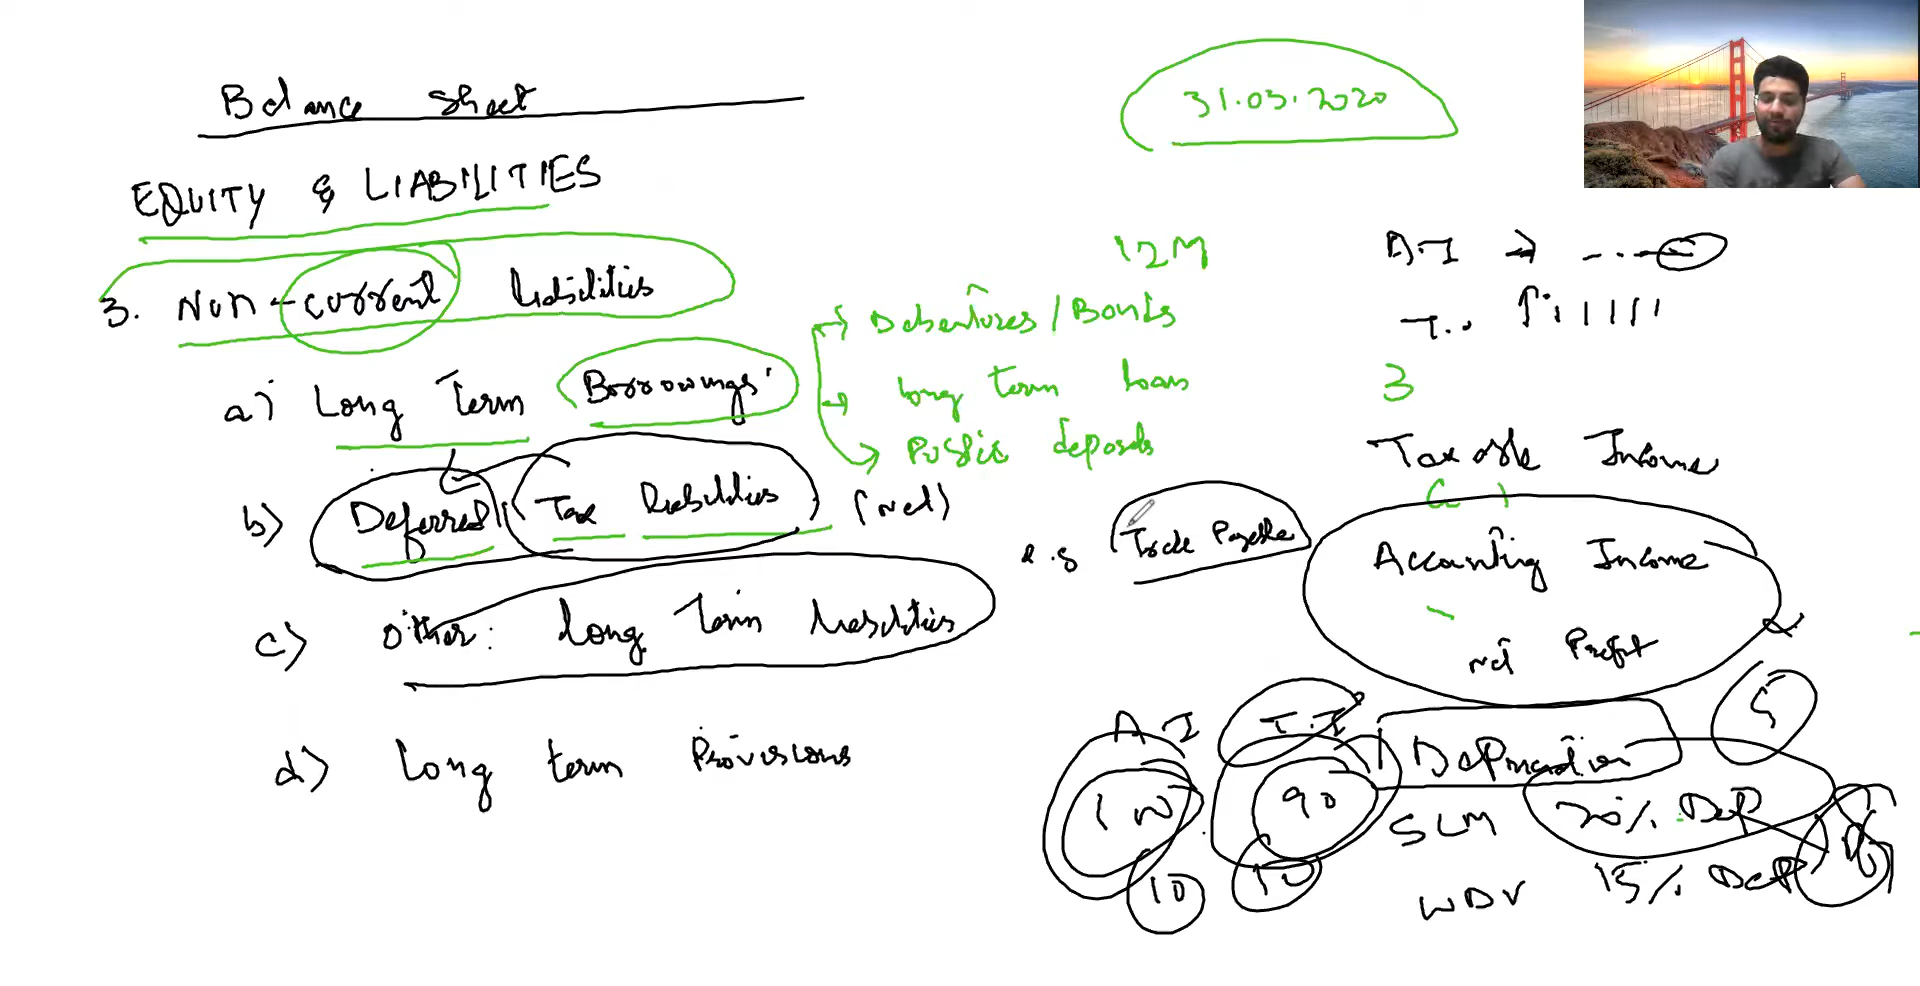 Balance Sheet
EQUITY & LIABILITIES
3. Non-current liabilities
a) Long Term Borrowings
b) Deferred Tax Liabilities (net)
c) Other Long Term Liabilities
d) Long term Provisions
31.03.2020
12M
→ Debentures / Bonds
→ long term loan
→ Public deposits
e.g Trade Payable
A.I →
T..
3
Taxable Income
Accounting Income
net Profit
A I T.I
100 90
10 10
Depreciation
SLM 20% Dep
WDV 15% Dep
5